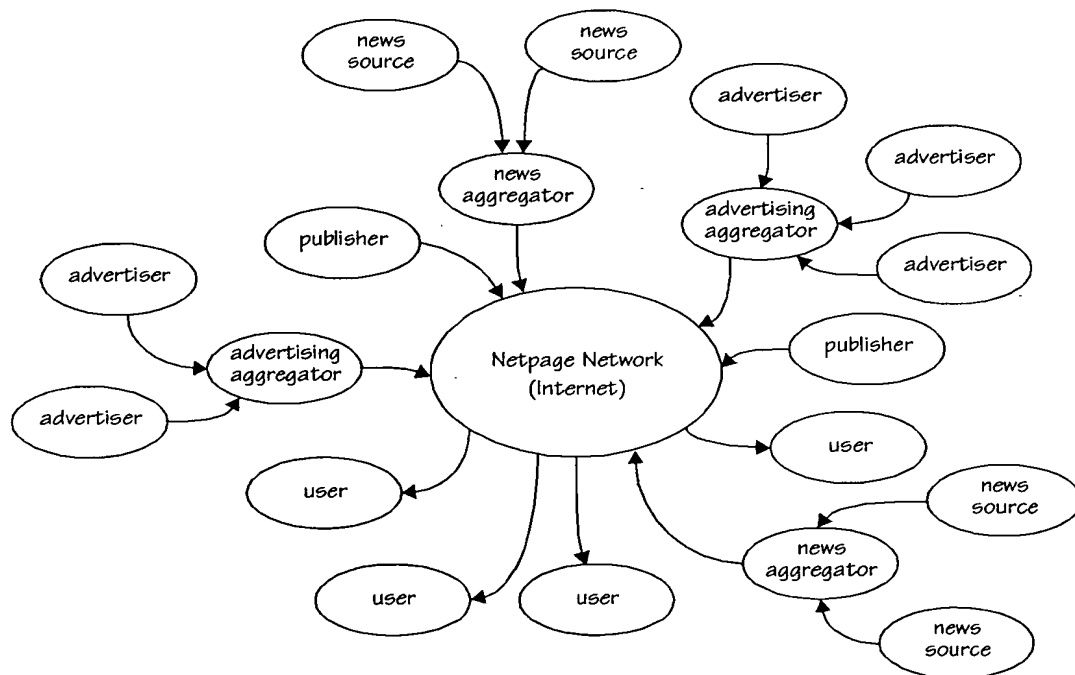 news
source
news
source
advertiser
advertiser
news
aggregator
advertising
aggregator
publisher
advertiser
advertiser
publisher
advertising
aggregator
Netpage Network
(Internet)
advertiser
user
user
news
source
news
aggregator
user
user
news
source